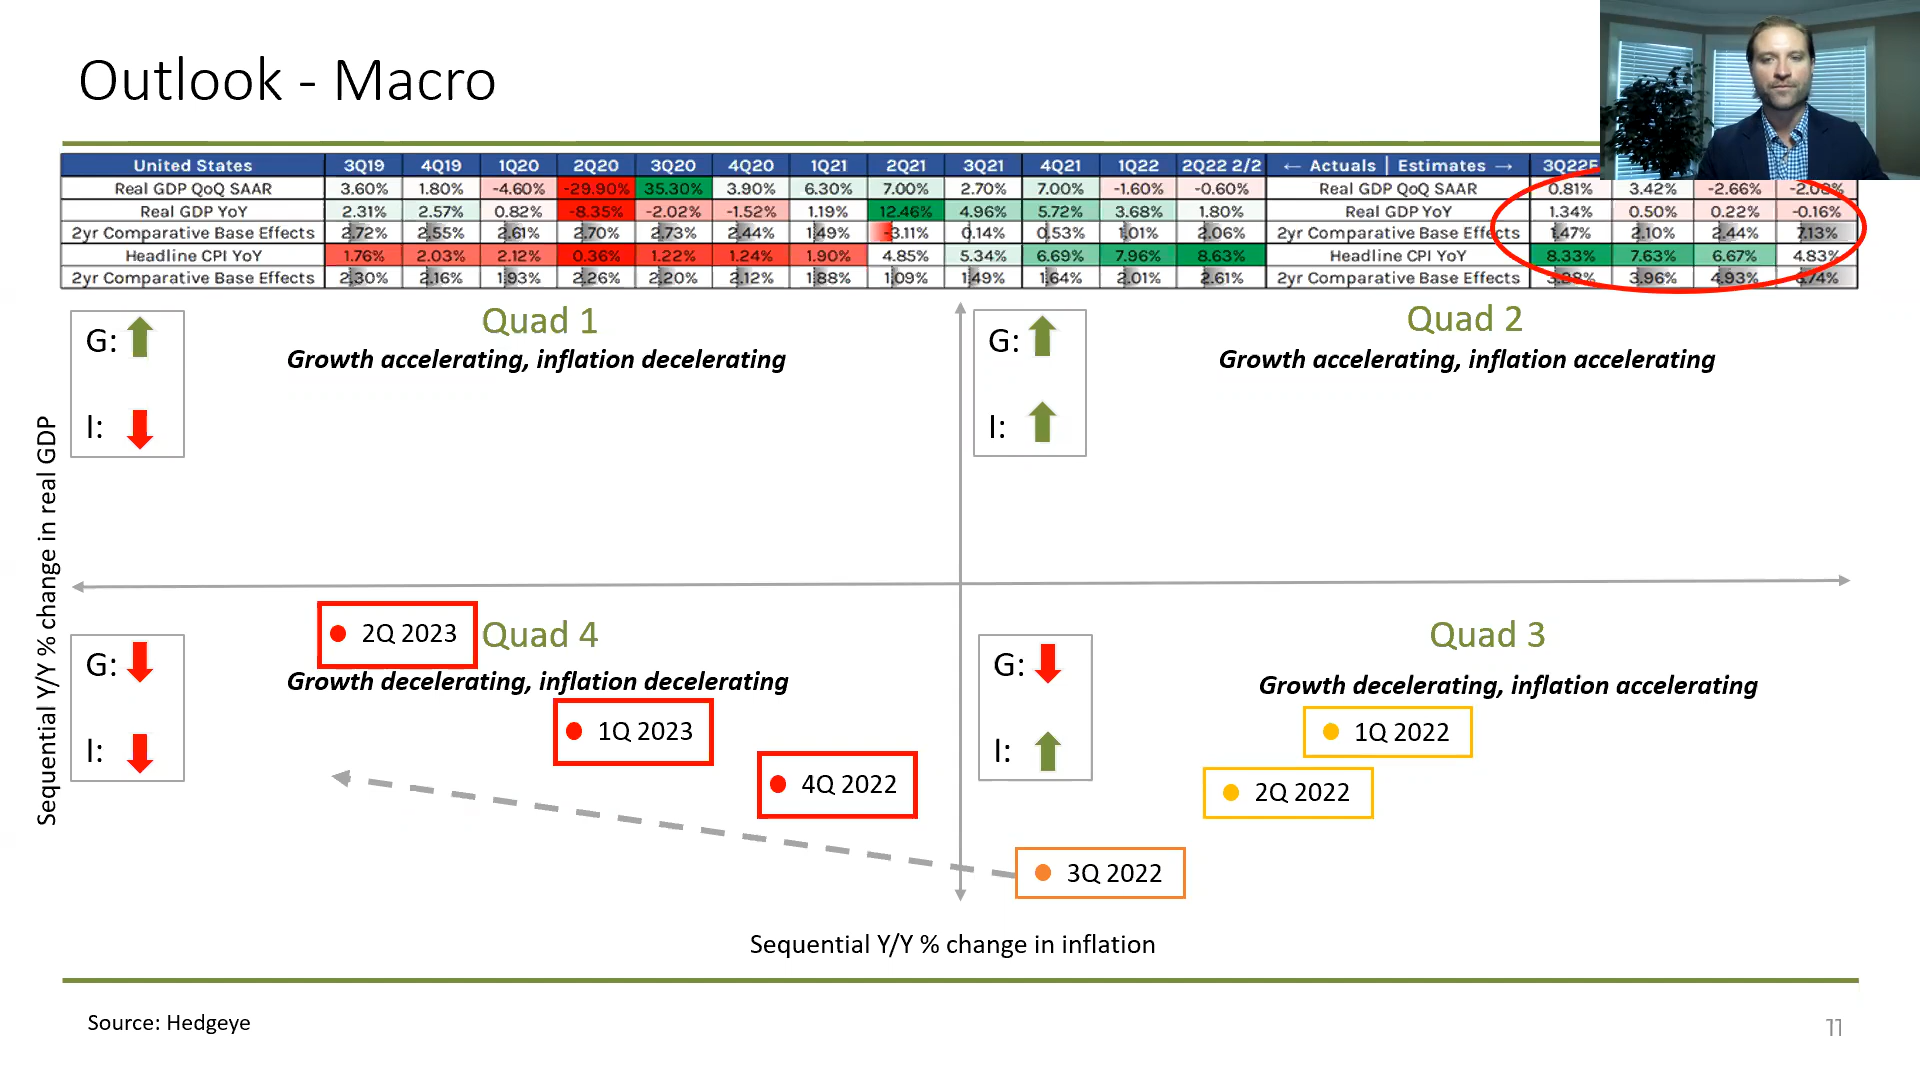 Outlook - Macro
United States 3Q19 4Q19 1Q20 2Q20 3Q20 4Q20 1Q21 2Q21 3Q21 4Q21 1Q22 2Q22 2/2 ← Actuals | Estimates → 3Q22E
Real GDP QoQ SAAR 3.60% 1.80% -4.60% -29.90% 35.30% 3.90% 6.30% 7.00% 2.70% 7.00% -1.60% -0.60% Real GDP QoQ SAAR 0.81% 3.42% -2.66%
Real GDP YoY 2.31% 2.57% 0.82% -8.35% -2.02% -1.52% 1.19% 12.46% 4.96% 5.72% 3.68% 1.80% Real GDP YoY 1.34% 0.50% 0.22% -0.16%
2yr Comparative Base Effects 2.72% 2.55% 2.61% 2.70% 2.73% 2.44% 1.49% -3.11% 0.14% 0.53% 1.01% 2.06% 2yr Comparative Base Effects 1.47% 2.10% 2.44% 7.13%
Headline CPI YoY 1.76% 2.03% 2.12% 0.36% 1.22% 1.24% 1.90% 4.85% 5.34% 6.69% 7.96% 8.63% Headline CPI YoY 8.33% 7.63% 6.67% 4.83%
2yr Comparative Base Effects 2.30% 2.16% 1.93% 2.26% 2.20% 2.12% 1.88% 1.09% 1.49% 1.64% 2.01% 2.61% 2yr Comparative Base Effects 3.96% 4.93%
G:
I:
Quad 1
Growth accelerating, inflation decelerating
G:
I:
Quad 2
Growth accelerating, inflation accelerating
Sequential Y/Y % change in real GDP
G:
I:
2Q 2023
Quad 4
Growth decelerating, inflation decelerating
1Q 2023
4Q 2022
G:
I:
Quad 3
Growth decelerating, inflation accelerating
1Q 2022
2Q 2022
3Q 2022
Sequential Y/Y % change in inflation
Source: Hedgeye
11